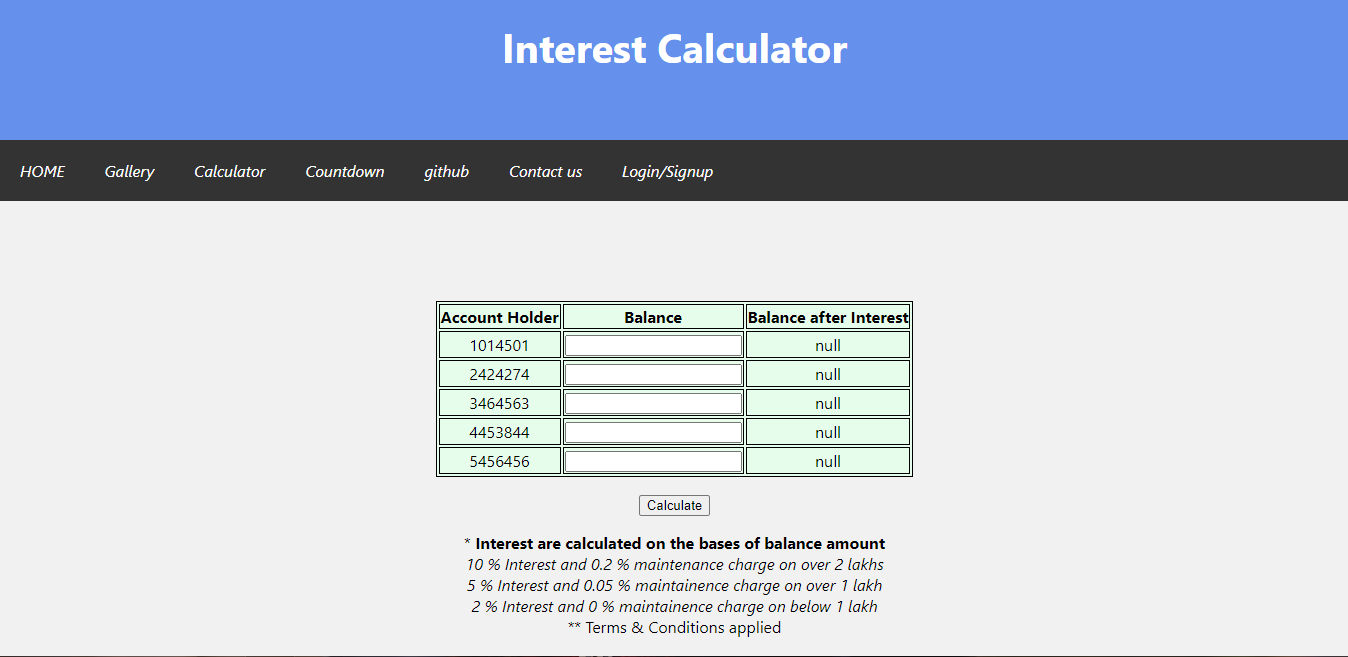 Interest Calculator
HOME Gallery Calculator Countdown github Contact us Login/Signup
Account Holder Balance Balance after Interest
1014501 null
2424274 null
3464563 null
4453844 null
5456456 null
Calculate
* Interest are calculated on the bases of balance amount
10 % Interest and 0.2 % maintenance charge on over 2 lakhs
5 % Interest and 0.05 % maintainence charge on over 1 lakh
2 % Interest and 0 % maintainence charge on below 1 lakh
** Terms & Conditions applied